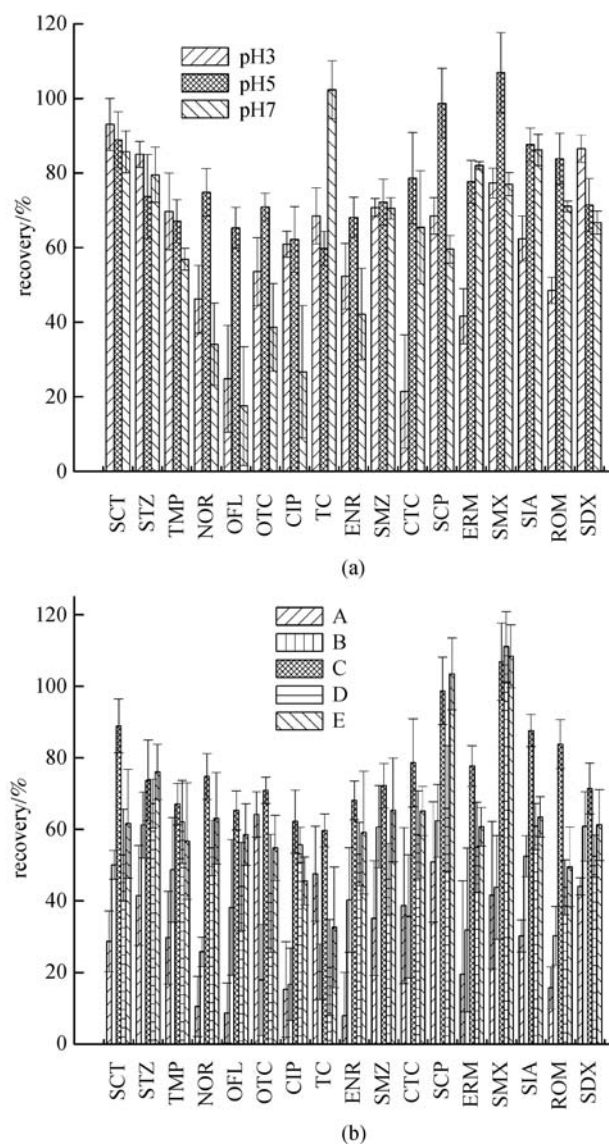 120
100
80
60
40
20
0
recovery/%
pH3
pH5
pH7
SCT STZ TMP NOR OFL OTC CIP TC ENR SMZ CTC SCP ERM SMX SIA ROM SDX
(a)
120
100
80
60
40
20
0
recovery/%
A
B
C
D
E
SCT STZ TMP NOR OFL OTC CIP TC ENR SMZ CTC SCP ERM SMX SIA ROM SDX
(b)